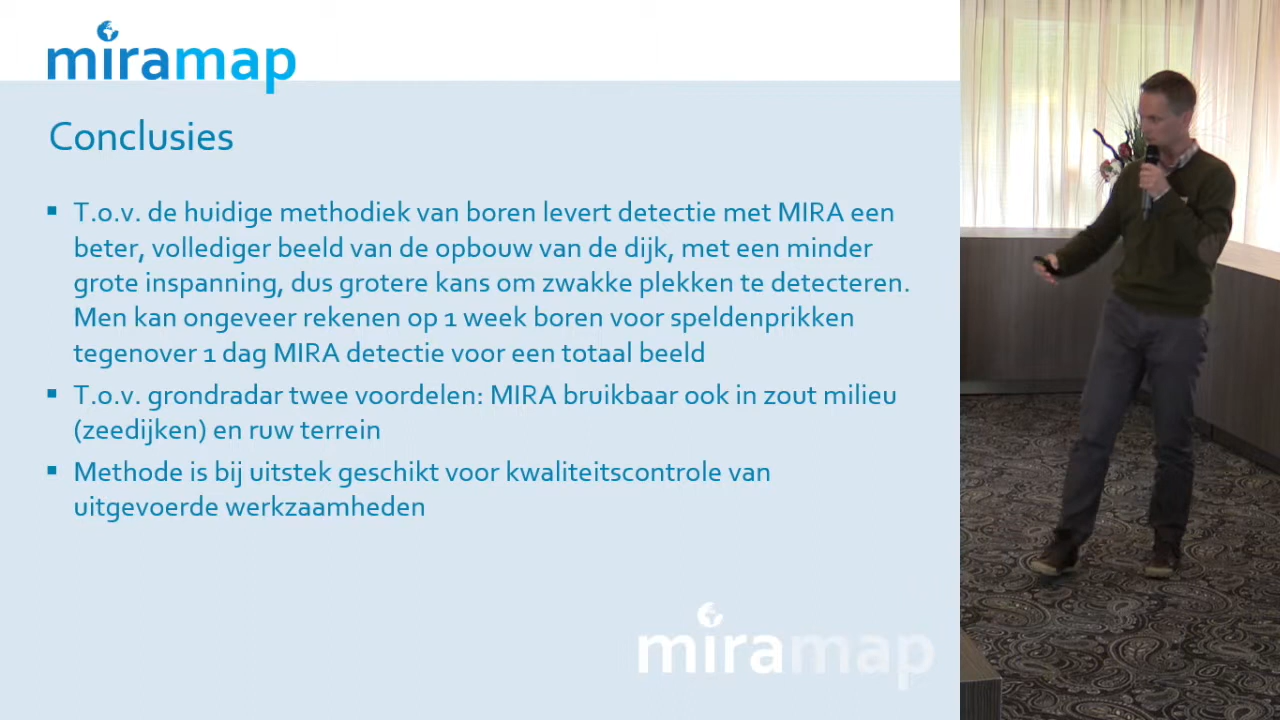 miramap
Conclusies
▪ T.o.v. de huidige methodiek van boren levert detectie met MIRA een
beter, vollediger beeld van de opbouw van de dijk, met een minder
grote inspanning, dus grotere kans om zwakke plekken te detecteren.
Men kan ongeveer rekenen op 1 week boren voor speldenprikken
tegenover 1 dag MIRA detectie voor een totaal beeld
▪ T.o.v. grondradar twee voordelen: MIRA bruikbaar ook in zout milieu
(zeedijken) en ruw terrein
▪ Methode is bij uitstek geschikt voor kwaliteitscontrole van
uitgevoerde werkzaamheden
miramap